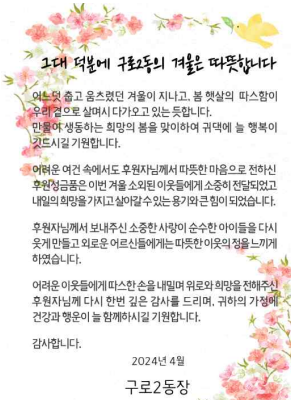 그대 덕분에 구로2동의 겨울은 따뜻합니다
어느덧 춥고 움츠렸던 겨울이 지나고, 봄 햇살의 따스함이
우리 곁으로 살며시 다가오고 있는 듯합니다.
만물이 생동하는 희망의 봄을 맞이하여 귀댁에 늘 행복이
깃드시길 기원합니다.
어려운 여건 속에서도 후원자님께서 따뜻한 마음으로 전하신
후원성금품은 이번 겨울 소외된 이웃들에게 소중히 전달되었고
내일의 희망을 가지고 살아갈 수 있는 용기와 큰 힘이 되었습니다.
후원자님께서 보내주신 소중한 사랑이 순수한 아이들을 다시
웃게 만들고 외로운 어르신들에게는 따뜻한 이웃의 정을 느끼게
하였습니다.
어려운 이웃들에게 따스한 손을 내밀며 위로와 희망을 전해주신
후원자님께 다시 한번 깊은 감사를 드리며, 귀하의 가정에
건강과 행운이 늘 함께하시길 기원합니다.
감사합니다.
2024년 4월
구로2동장